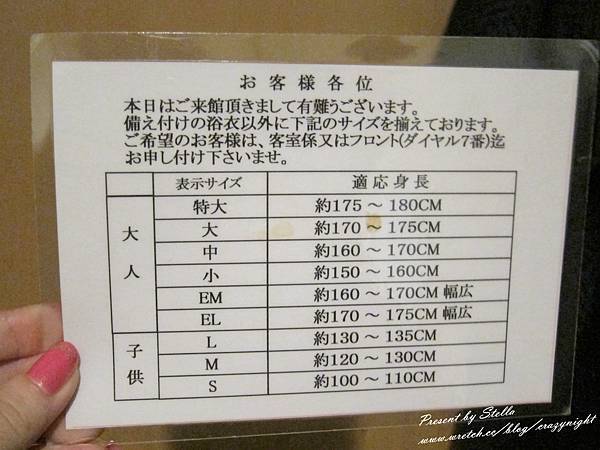 お客様各位
本日はご来館頂きまして有難うございます。
備え付けの浴衣以外に下記のサイズを揃えております。
ご希望のお客様は、客室係又はフロント(ダイヤル7番)迄
お申し付け下さいませ。
表示サイズ 適応身長
大人 特大 約175 ～ 180CM
大 約170 ～ 175CM
中 約160 ～ 170CM
小 約150 ～ 160CM
EM 約160 ～ 170CM 幅広
EL 約170 ～ 175CM 幅広
子供 L 約130 ～ 135CM
M 約120 ～ 130CM
S 約100 ～ 110CM
Present by Stella
www.wretch.cc/blog/crazynight